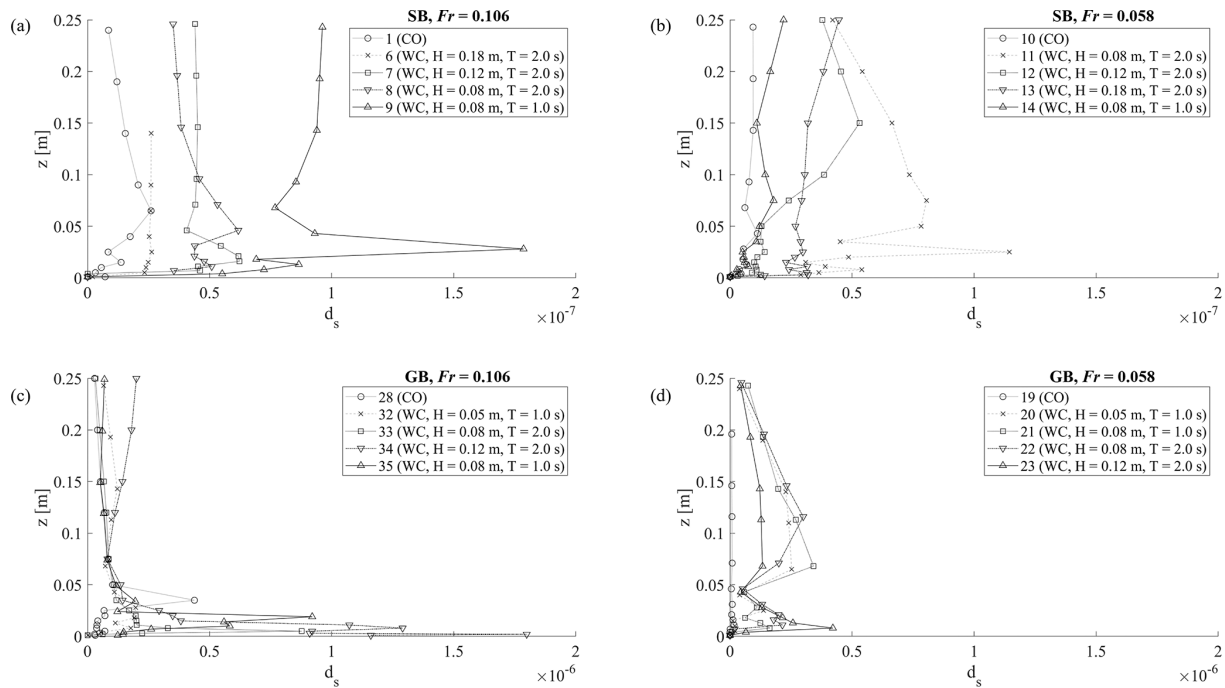 (a)
SB, Fr = 0.106
1 (CO)
6 (WC, H = 0.18 m, T = 2.0 s)
7 (WC, H = 0.12 m, T = 2.0 s)
8 (WC, H = 0.08 m, T = 2.0 s)
9 (WC, H = 0.08 m, T = 1.0 s)
0.25
0.2
0.15
0.1
0.05
0
z [m]
0 0.5 1 1.5 2
d_s
×10^-7
(b)
SB, Fr = 0.058
10 (CO)
11 (WC, H = 0.08 m, T = 2.0 s)
12 (WC, H = 0.12 m, T = 2.0 s)
13 (WC, H = 0.18 m, T = 2.0 s)
14 (WC, H = 0.08 m, T = 1.0 s)
0.25
0.2
0.15
0.1
0.05
0
z [m]
0 0.5 1 1.5 2
d_s
×10^-7
(c)
GB, Fr = 0.106
28 (CO)
32 (WC, H = 0.05 m, T = 1.0 s)
33 (WC, H = 0.08 m, T = 2.0 s)
34 (WC, H = 0.12 m, T = 2.0 s)
35 (WC, H = 0.08 m, T = 1.0 s)
0.25
0.2
0.15
0.1
0.05
0
z [m]
0 0.5 1 1.5 2
d_s
×10^-6
(d)
GB, Fr = 0.058
19 (CO)
20 (WC, H = 0.05 m, T = 1.0 s)
21 (WC, H = 0.08 m, T = 1.0 s)
22 (WC, H = 0.08 m, T = 2.0 s)
23 (WC, H = 0.12 m, T = 2.0 s)
0.25
0.2
0.15
0.1
0.05
0
z [m]
0 0.5 1 1.5 2
d_s
×10^-6